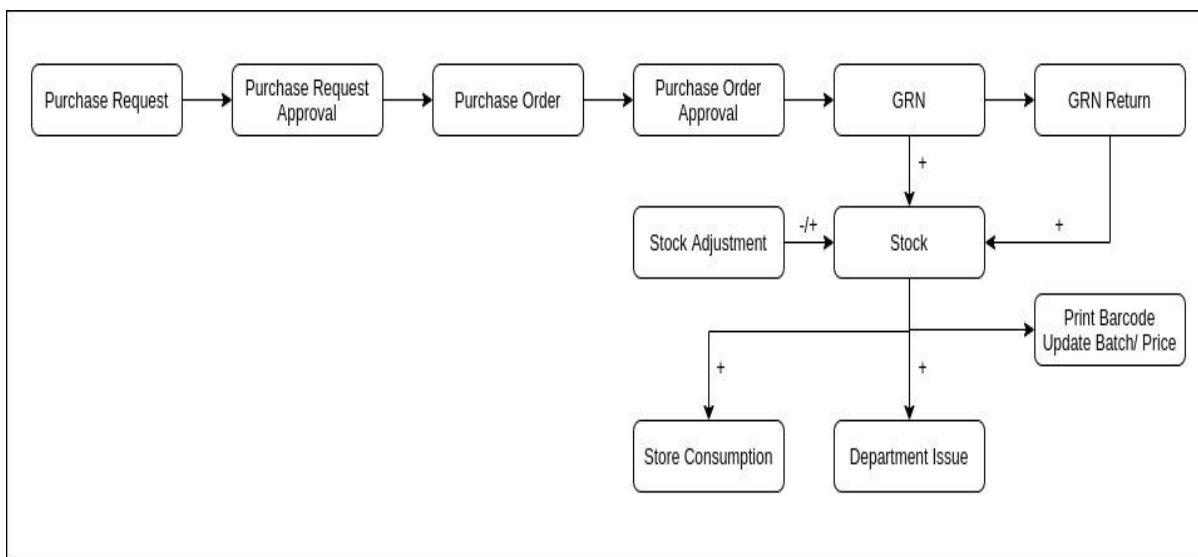 Purchase Request
Purchase Request
Approval
Purchase Order
Purchase Order
Approval
GRN
GRN Return
+
Stock Adjustment
-/+
Stock
+
Print Barcode
Update Batch/ Price
+
+
Store Consumption
Department Issue